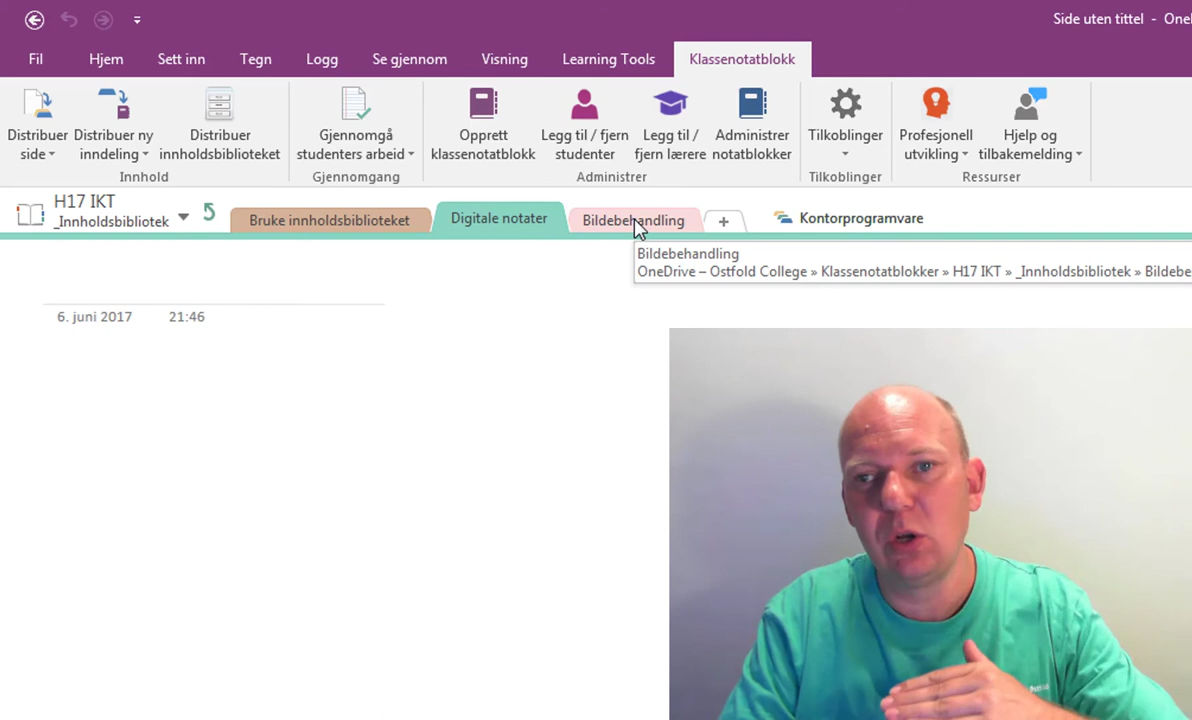 Side uten tittel - One
Fil Hjem Sett inn Tegn Logg Se gjennom Visning Learning Tools Klassenotatblokk
Distribuer side
Distribuer ny inndeling
Distribuer innholdsbiblioteket
Gjennomgå studenters arbeid
Opprett klassenotatblokk
Legg til / fjern studenter
Legg til / fjern lærere
Administrer notatblokker
Tilkoblinger
Profesjonell utvikling
Hjelp og tilbakemelding
Innhold Gjennomgang Administrer Tilkoblinger Ressurser
H17 IKT
_Innholdsbibliotek
Bruke innholdsbiblioteket Digitale notater Bildebehandling + Kontorprogramvare
Bildebehandling
OneDrive – Ostfold College » Klassenotatblokker » H17 IKT » _Innholdsbibliotek » Bildebe
6. juni 2017 21:46